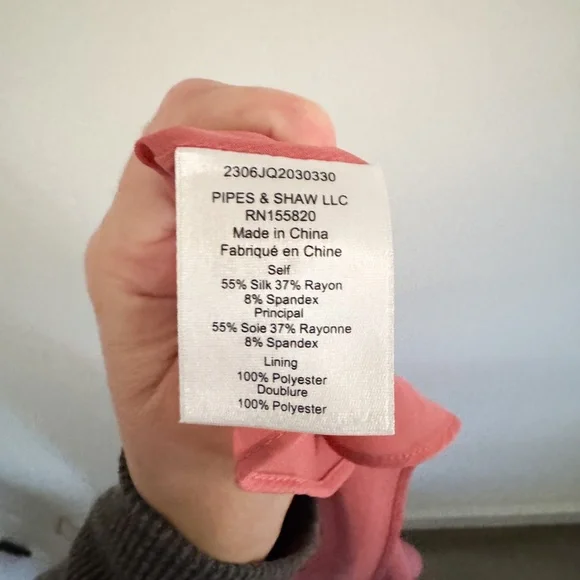 2306JQ2030330
PIPES & SHAW LLC
RN155820
Made in China
Fabriqué en Chine
Self
55% Silk 37% Rayon
8% Spandex
Principal
55% Soie 37% Rayonne
8% Spandex
Lining
100% Polyester
Doublure
100% Polyester